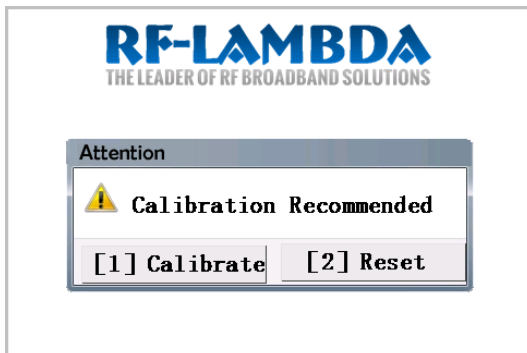 RF-LAMBDA
THE LEADER OF RF BROADBAND SOLUTIONS
Attention
Calibration Recommended
[1] Calibrate [2] Reset